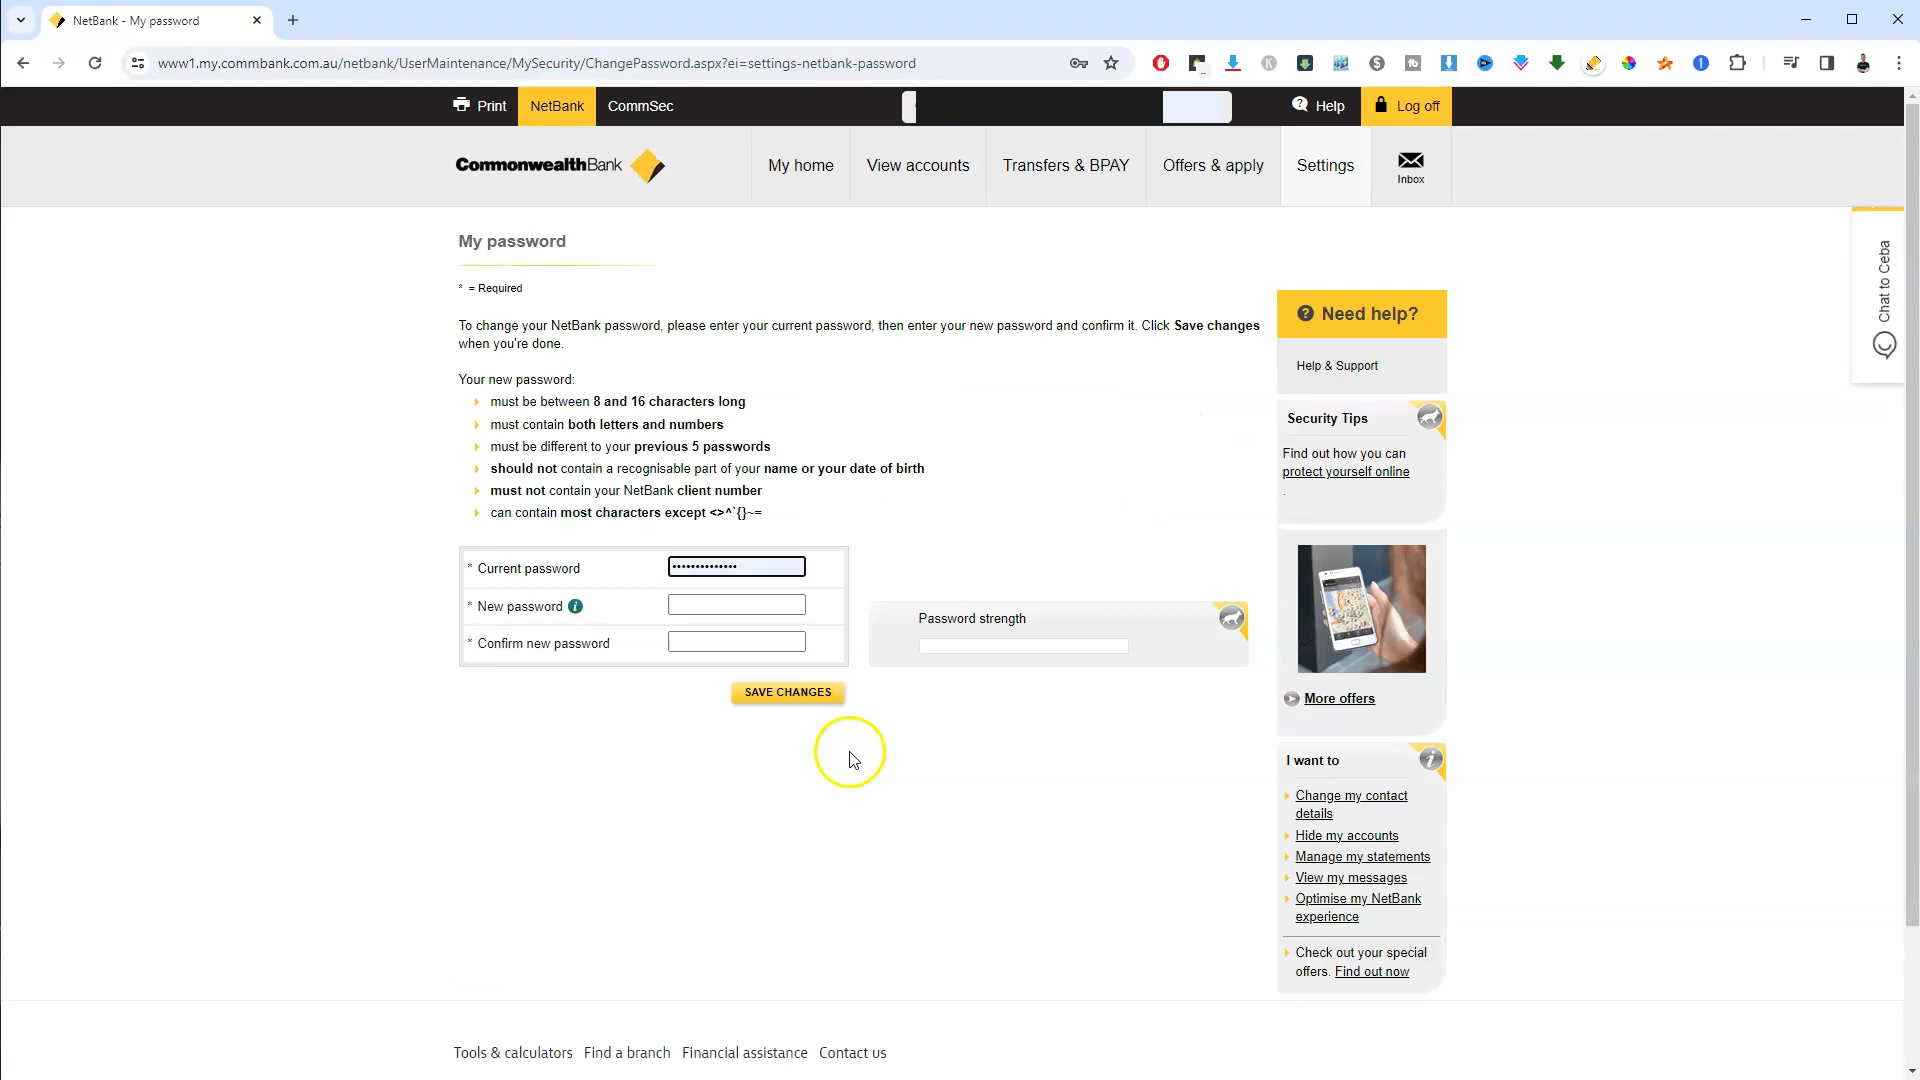 NetBank - My password
www1.my.commbank.com.au/netbank/UserMaintenance/MySecurity/ChangePassword.aspx?ei=settings-netbank-password
Print NetBank CommSec Help Log off
CommonwealthBank My home View accounts Transfers & BPAY Offers & apply Settings Inbox
Chat to Ceba
My password
* = Required
To change your NetBank password, please enter your current password, then enter your new password and confirm it. Click Save changes
when you're done.
Your new password:
must be between 8 and 16 characters long
must contain both letters and numbers
must be different to your previous 5 passwords
should not contain a recognisable part of your name or your date of birth
must not contain your NetBank client number
can contain most characters except <>^`{}~=
* Current password ••••••••••••••
* New password i
* Confirm new password
Password strength
SAVE CHANGES
? Need help?
Help & Support
Security Tips
Find out how you can
protect yourself online
.
More offers
I want to
Change my contact
details
Hide my accounts
Manage my statements
View my messages
Optimise my NetBank
experience
Check out your special
offers. Find out now
Tools & calculators Find a branch Financial assistance Contact us